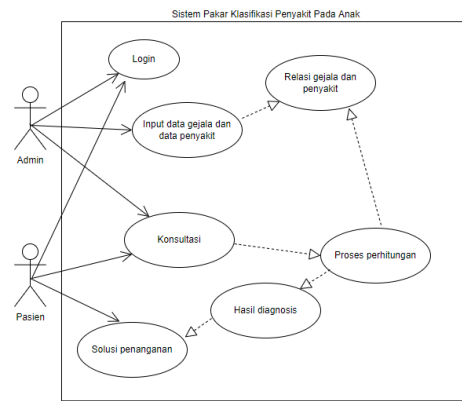 Sistem Pakar Klasifikasi Penyakit Pada Anak
Login
Relasi gejala dan
penyakit
Input data gejala dan
data penyakit
Admin
Konsultasi
Proses perhitungan
Pasien
Hasil diagnosis
Solusi penanganan